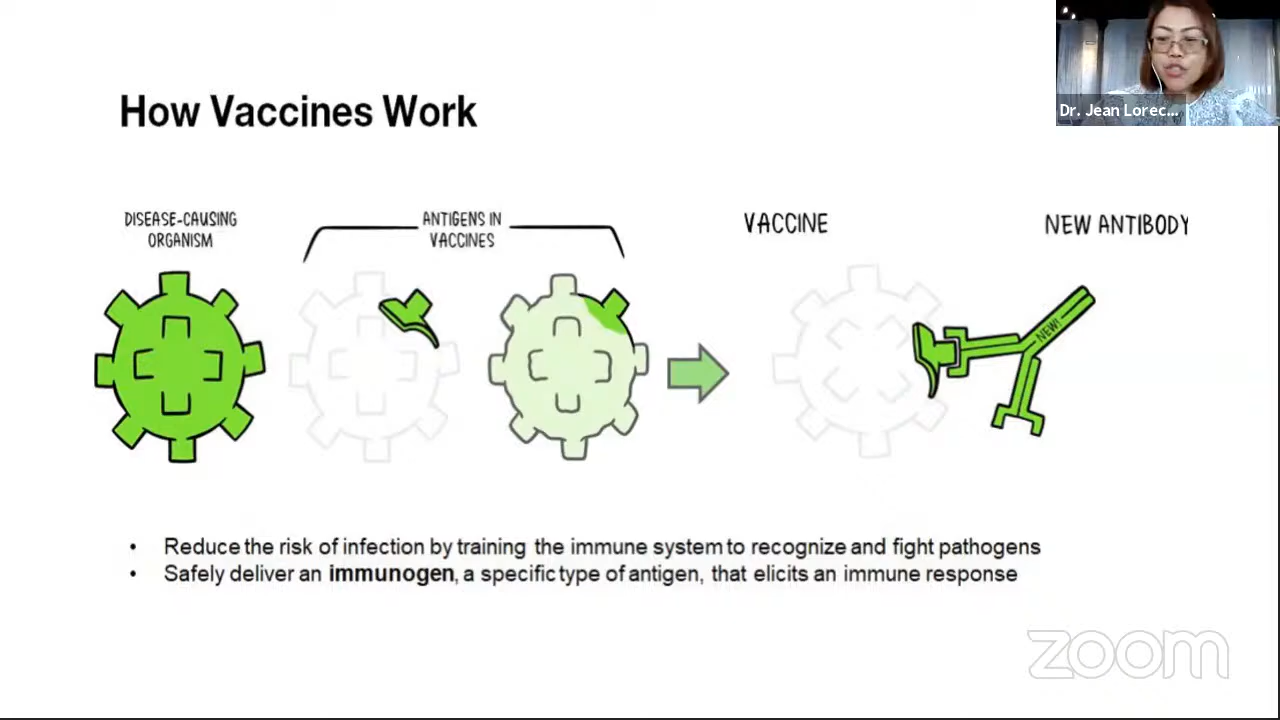 Dr. Jean Lorec...
How Vaccines Work
DISEASE-CAUSING
ORGANISM
ANTIGENS IN
VACCINES
VACCINE
NEW ANTIBODY
NEW!
• Reduce the risk of infection by training the immune system to recognize and fight pathogens
• Safely deliver an immunogen, a specific type of antigen, that elicits an immune response
zoom